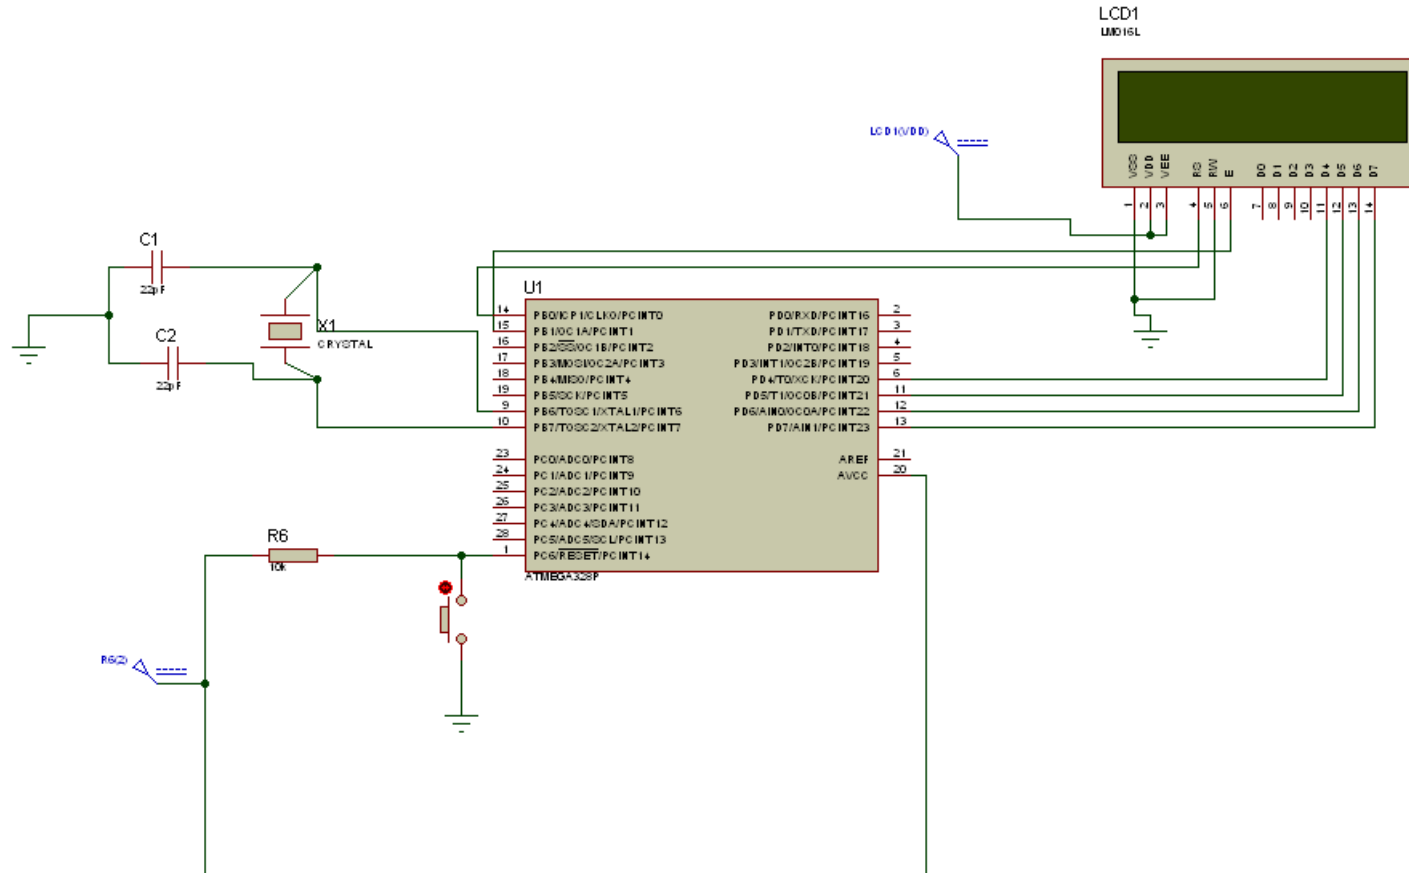 LCD1
LM016L
LCD1(VDD)
VSS
VDD
VEE
RS
RW
E
D0
D1
D2
D3
D4
D5
D6
D7
1
2
3
4
5
6
7
8
9
10
11
12
13
14
C1
22pF
C2
22pF
X1
CRYSTAL
U1
14 PB0/ICP1/CLKO/PCINT0
15 PB1/OC1A/PCINT1
16 PB2/SS/OC1B/PCINT2
17 PB3/MOSI/OC2A/PCINT3
18 PB4/MISO/PCINT4
19 PB5/SCK/PCINT5
9 PB6/TOSC1/XTAL1/PCINT6
10 PB7/TOSC2/XTAL2/PCINT7
23 PC0/ADC0/PCINT8
24 PC1/ADC1/PCINT9
25 PC2/ADC2/PCINT10
26 PC3/ADC3/PCINT11
27 PC4/ADC4/SDA/PCINT12
28 PC5/ADC5/SCL/PCINT13
1 PC6/RESET/PCINT14
PD0/RXD/PCINT16 2
PD1/TXD/PCINT17 3
PD2/INT0/PCINT18 4
PD3/INT1/OC2B/PCINT19 5
PD4/T0/XCK/PCINT20 6
PD5/T1/OC0B/PCINT21 11
PD6/AIN0/OC0A/PCINT22 12
PD7/AIN1/PCINT23 13
AREF 21
AVCC 20
ATMEGA328P
R6
10k
R6(2)